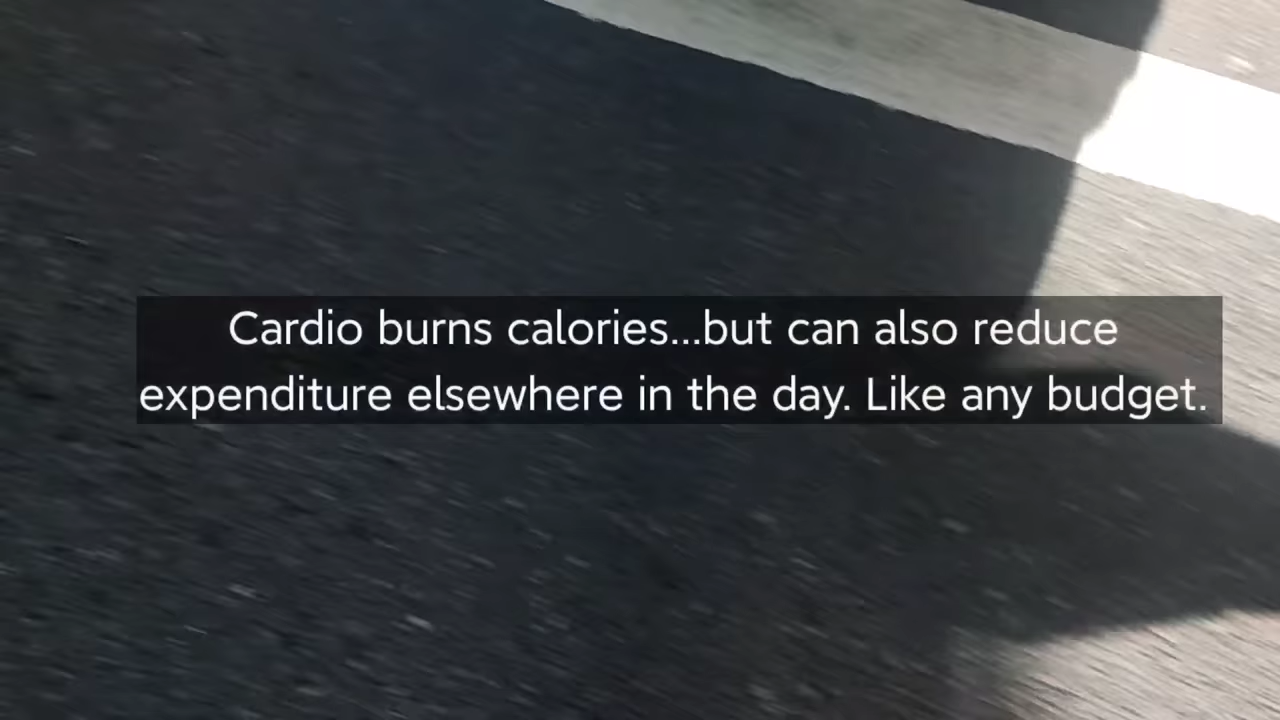 Cardio burns calories...but can also reduce
expenditure elsewhere in the day. Like any budget.